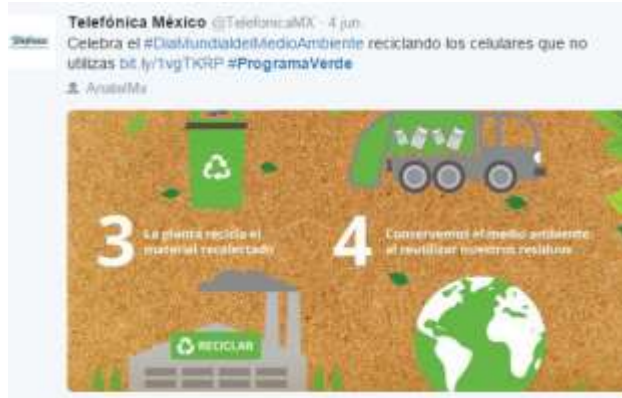 Telefónica México @TelefonicaMX · 4 jun.
Celebra el #DiaMundialdelMedioAmbiente reciclando los celulares que no
utilizas bit.ly/1vgTKRP #ProgramaVerde
AnatelMx
3 La planta recicla el
material recolectado
4 Conservemos el medio ambiente
al reutilizar nuestros residuos
RECICLAR